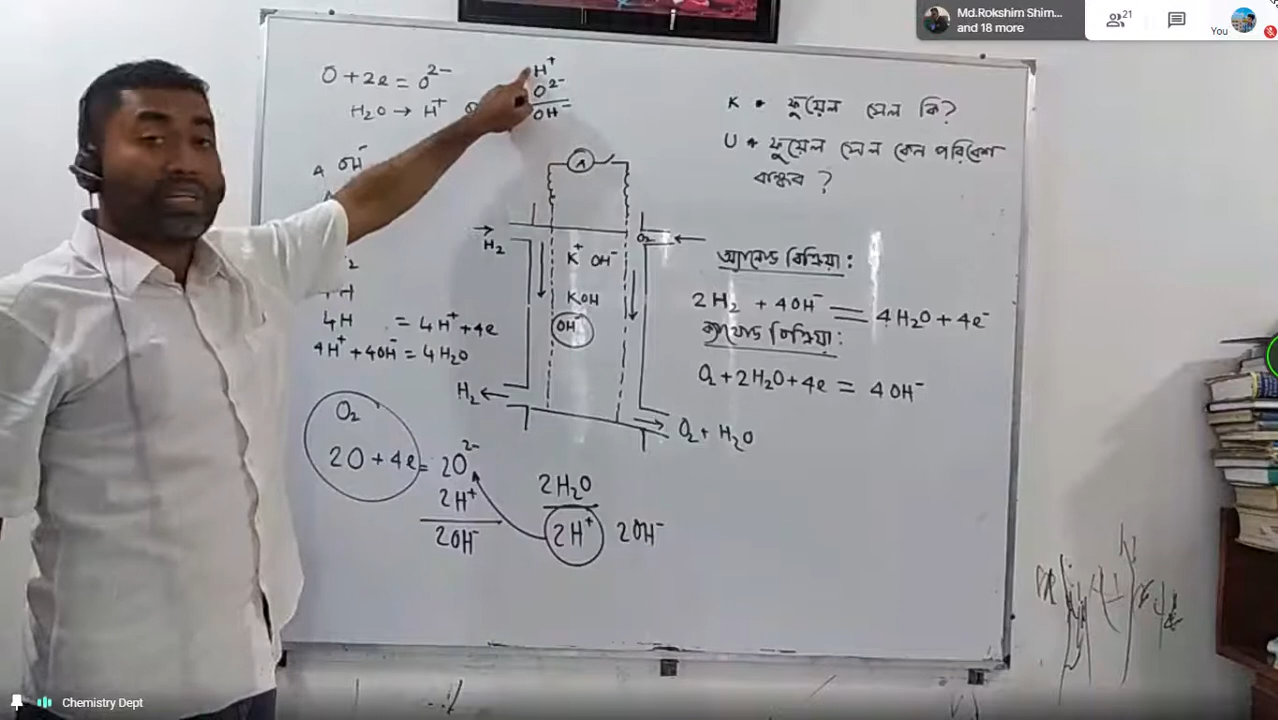 Md.Rokshim Shim...
and 18 more
21
You
O + 2e = O²⁻
H₂O → H⁺
H⁺
O²⁻
OH⁻
K • ফুয়েল সেল কি?
U • ফুয়েল সেল কেন পরিবেশ
বান্ধব ?
OH⁻
A
H₂
O₂
K⁺ OH⁻
KOH
OH⁻
4H = 4H⁺ + 4e
4H⁺ + 4OH⁻ = 4H₂O
H₂
O₂ + H₂O
অ্যানোড বিক্রিয়া :
2H₂ + 4OH⁻ = 4H₂O + 4e⁻
ক্যাথোড বিক্রিয়া :
O₂ + 2H₂O + 4e = 4OH⁻
O₂
2O + 4e = 2O²⁻
2H⁺
2OH⁻
2H₂O
2H⁺ 2OH⁻
Chemistry Dept